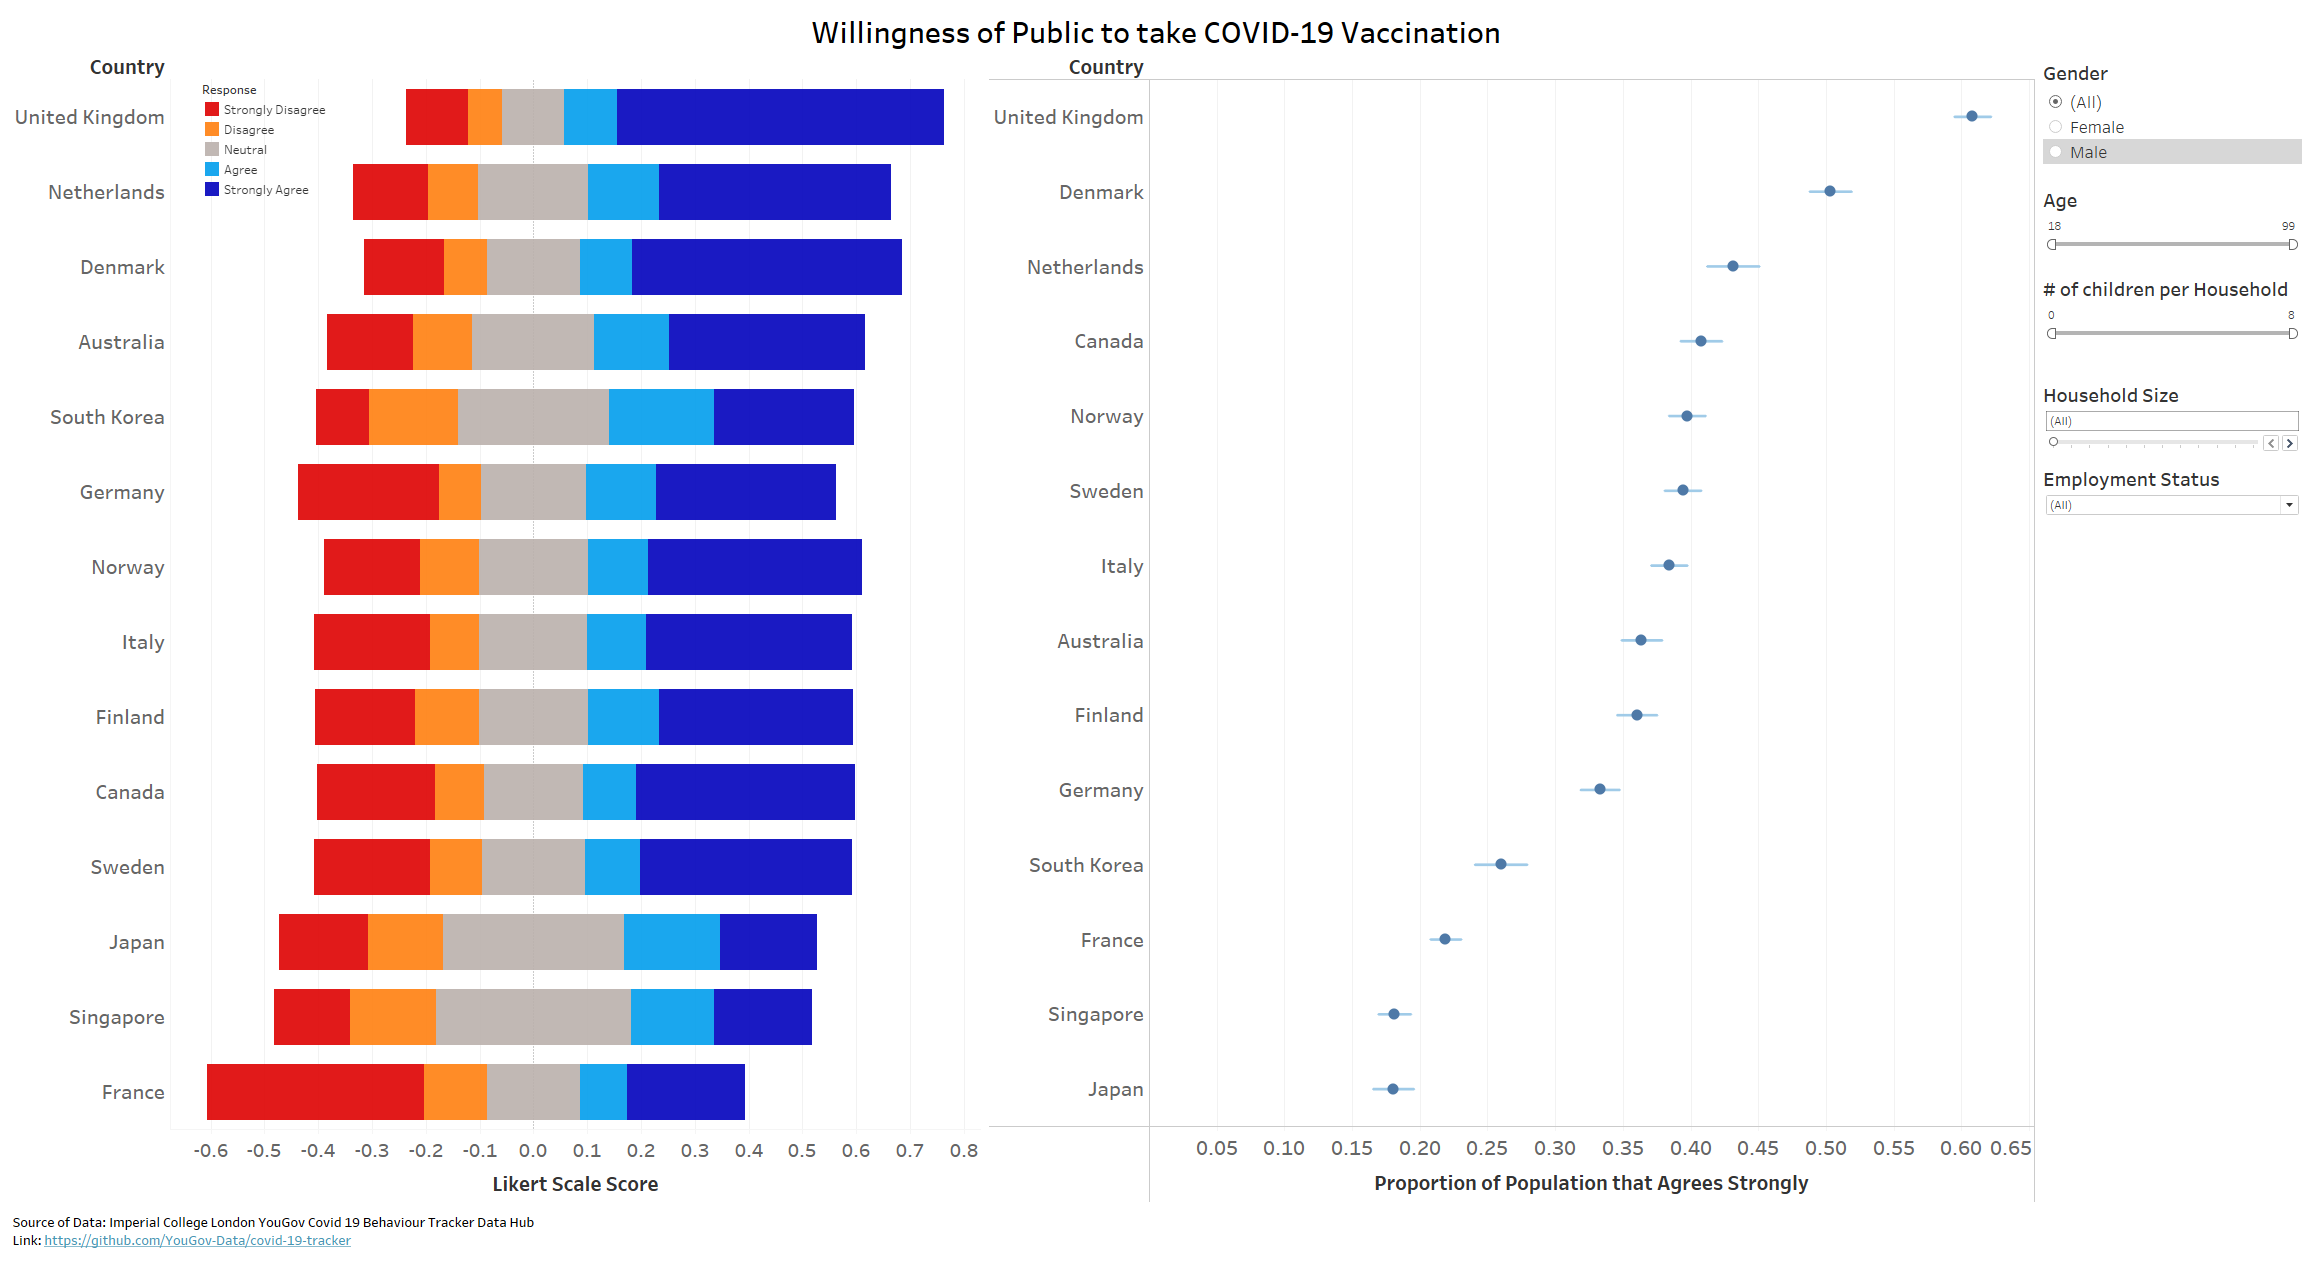 Willingness of Public to take COVID-19 Vaccination
Country
Response
Strongly Disagree
Disagree
Neutral
Agree
Strongly Agree
United Kingdom
Netherlands
Denmark
Australia
South Korea
Germany
Norway
Italy
Finland
Canada
Sweden
Japan
Singapore
France
-0.6 -0.5 -0.4 -0.3 -0.2 -0.1 0.0 0.1 0.2 0.3 0.4 0.5 0.6 0.7 0.8
Likert Scale Score
Country
United Kingdom
Denmark
Netherlands
Canada
Norway
Sweden
Italy
Australia
Finland
Germany
South Korea
France
Singapore
Japan
0.05 0.10 0.15 0.20 0.25 0.30 0.35 0.40 0.45 0.50 0.55 0.60 0.65
Proportion of Population that Agrees Strongly
Gender
(All)
Female
Male
Age
18 99
# of children per Household
0 8
Household Size
(All)
Employment Status
(All)
Source of Data: Imperial College London YouGov Covid 19 Behaviour Tracker Data Hub
Link: https://github.com/YouGov-Data/covid-19-tracker